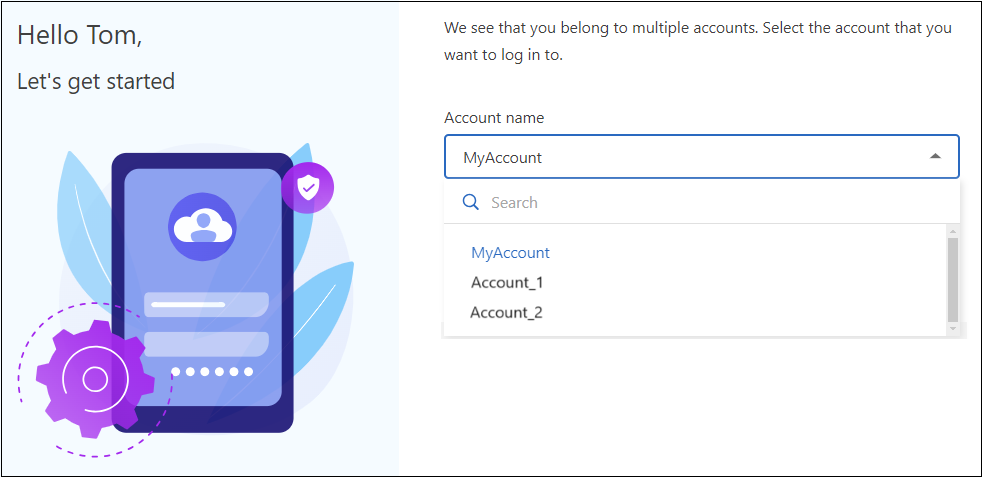 Hello Tom,
Let's get started
We see that you belong to multiple accounts. Select the account that you
want to log in to.
Account name
MyAccount
Search
MyAccount
Account_1
Account_2